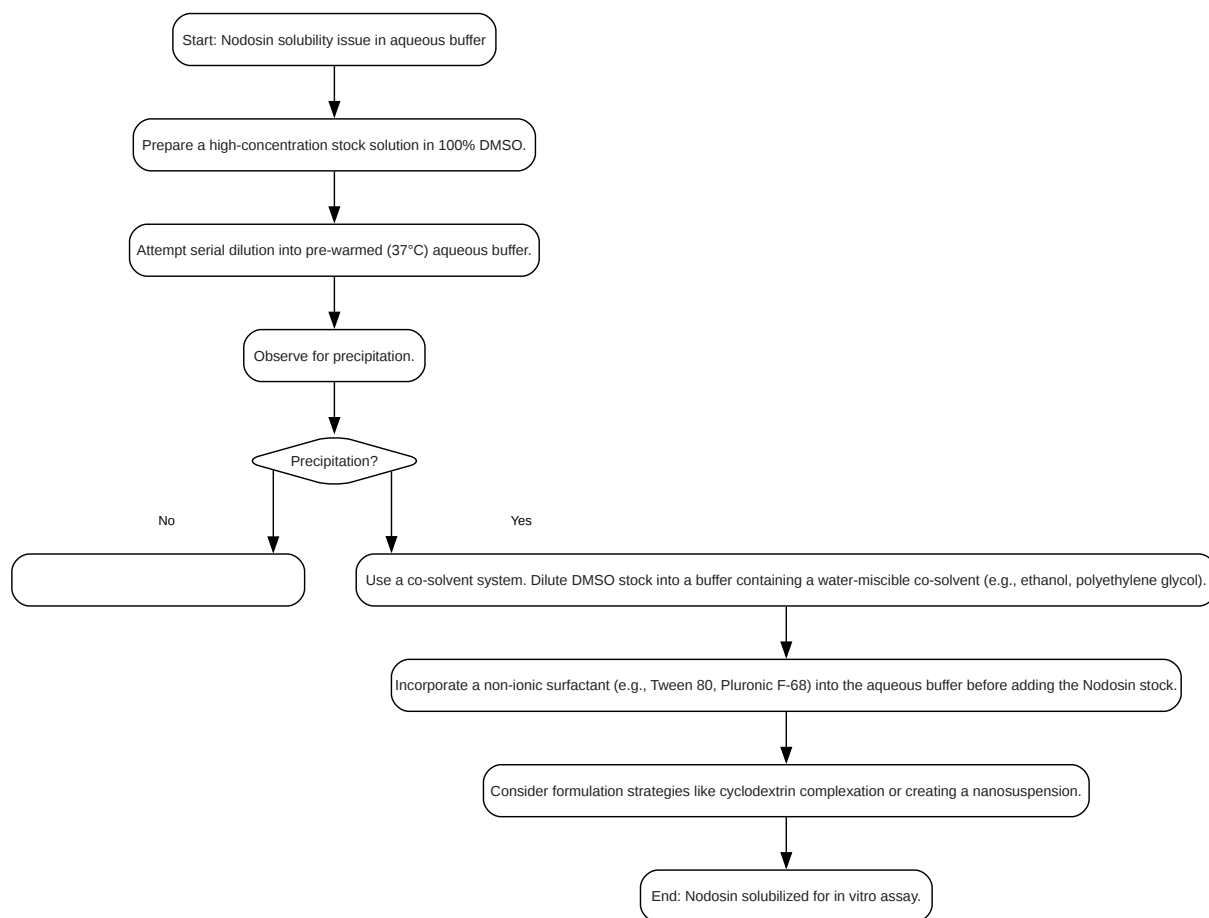 Start: Nodosin solubility issue in aqueous buffer
Prepare a high-concentration stock solution in 100% DMSO.
Attempt serial dilution into pre-warmed (37°C) aqueous buffer.
Observe for precipitation.
Precipitation?
No
Yes
Use a co-solvent system. Dilute DMSO stock into a buffer containing a water-miscible co-solvent (e.g., ethanol, polyethylene glycol).
Incorporate a non-ionic surfactant (e.g., Tween 80, Pluronic F-68) into the aqueous buffer before adding the Nodosin stock.
Consider formulation strategies like cyclodextrin complexation or creating a nanosuspension.
End: Nodosin solubilized for in vitro assay.